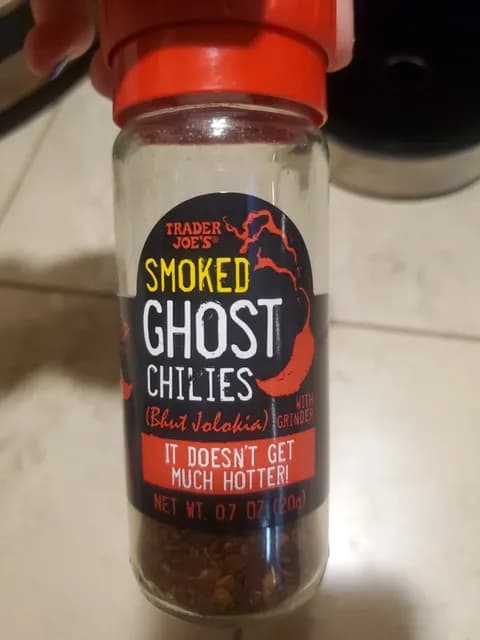 TRADER
JOE'S®
SMOKED
GHOST
CHILIES
(Bhut Jolokia)
WITH
GRINDER
IT DOESN'T GET
MUCH HOTTER!
NET WT. 0.7 OZ (20g)